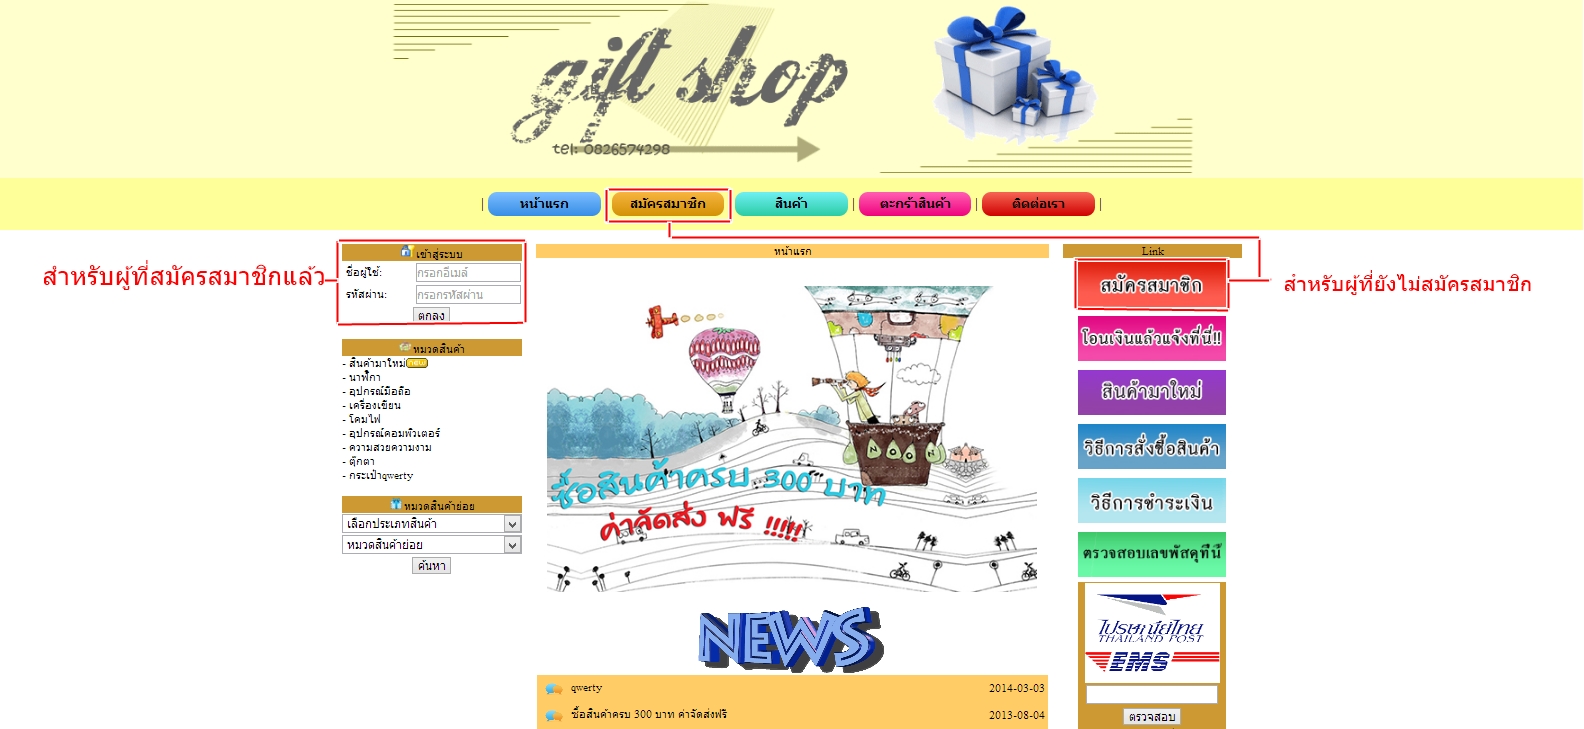 gift shop
tel: 0826574298
| หน้าแรก | สมัครสมาชิก | สินค้า | ตะกร้าสินค้า | ติดต่อเรา |
สำหรับผู้ที่สมัครสมาชิกแล้ว
เข้าสู่ระบบ
ชื่อผู้ใช้: กรอกอีเมล์
รหัสผ่าน: กรอกรหัสผ่าน
ตกลง
หมวดสินค้า
- สินค้ามาใหม่
- นาฬิกา
- อุปกรณ์มือถือ
- เครื่องเขียน
- โคมไฟ
- อุปกรณ์คอมพิวเตอร์
- ความสวยความงาม
- ตุ๊กตา
- กระเป๋าqwerty
หมวดสินค้าย่อย
เลือกประเภทสินค้า
หมวดสินค้าย่อย
ค้นหา
หน้าแรก
NOON
ซื้อสินค้าครบ 300 บาท
ค่าจัดส่ง ฟรี !!!!!
NEWS
qwerty 2014-03-03
ซื้อสินค้าครบ 300 บาท ค่าจัดส่งฟรี 2013-08-04
Link
สมัครสมาชิก
สำหรับผู้ที่ยังไม่สมัครสมาชิก
โอนเงินแล้วแจ้งที่นี่!!
สินค้ามาใหม่
วิธีการสั่งซื้อสินค้า
วิธีการชำระเงิน
ตรวจสอบเลขพัสดุที่นี้
ไปรษณีย์ไทย
THAILAND POST
EMS
ตรวจสอบ